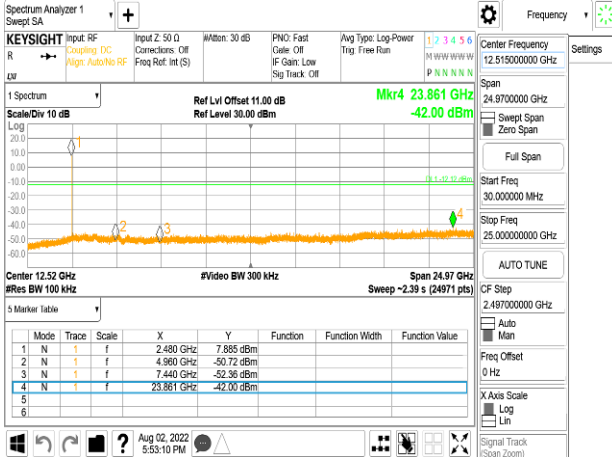 Spectrum Analyzer 1
Swept SA
+
Frequency
KEYSIGHT
R
Input: RF
Coupling: DC
Align: Auto/No RF
Input Z: 50 Ω
Corrections: Off
Freq Ref: Int (S)
#Atten: 30 dB
PNO: Fast
Gate: Off
IF Gain: Low
Sig Track: Off
Avg Type: Log-Power
Trig: Free Run
1 2 3 4 5 6
M W W W W W
P N N N N N
1 Spectrum
Scale/Div 10 dB
Ref Lvl Offset 11.00 dB
Ref Level 30.00 dBm
Mkr4 23.861 GHz
-42.00 dBm
Log
20.0
10.0
0.00
-10.0
-20.0
-30.0
-40.0
-50.0
-60.0
1
2
3
4
Center 12.52 GHz
#Res BW 100 kHz
#Video BW 300 kHz
Span 24.97 GHz
Sweep ~2.39 s (24971 pts)
5 Marker Table
Mode Trace Scale X Y Function Function Width Function Value
1 N 1 f 2.480 GHz 7.885 dBm
2 N 1 f 4.960 GHz -50.72 dBm
3 N 1 f 7.440 GHz -52.36 dBm
4 N 1 f 23.861 GHz -42.00 dBm
5
6
?
Aug 02, 2022
5:53:10 PM
Center Frequency
12.515000000 GHz
Settings
Span
24.9700000 GHz
Swept Span
Zero Span
Full Span
Start Freq
30.000000 MHz
Stop Freq
25.000000000 GHz
AUTO TUNE
CF Step
2.497000000 GHz
Auto
Man
Freq Offset
0 Hz
X Axis Scale
Log
Lin
Signal Track
(Span Zoom)